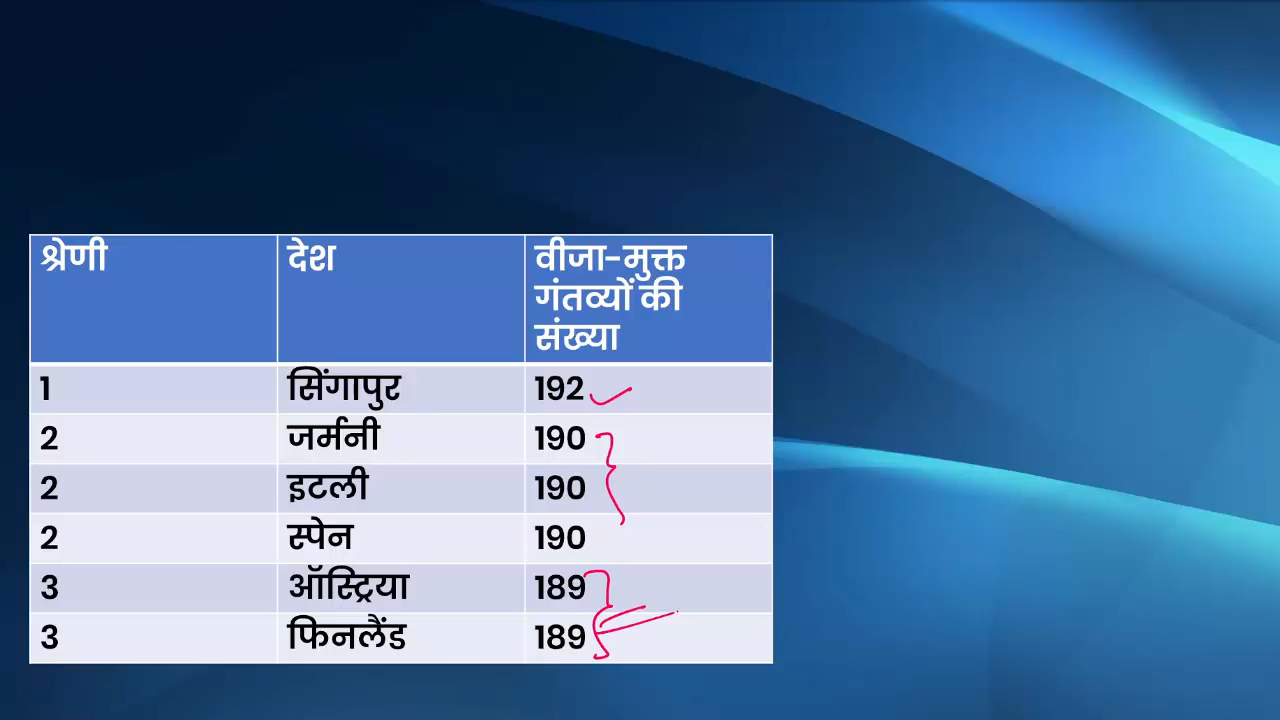 श्रेणी देश वीजा-मुक्त
गंतव्यों की
संख्या
1 सिंगापुर 192
2 जर्मनी 190
2 इटली 190
2 स्पेन 190
3 ऑस्ट्रिया 189
3 फिनलैंड 189